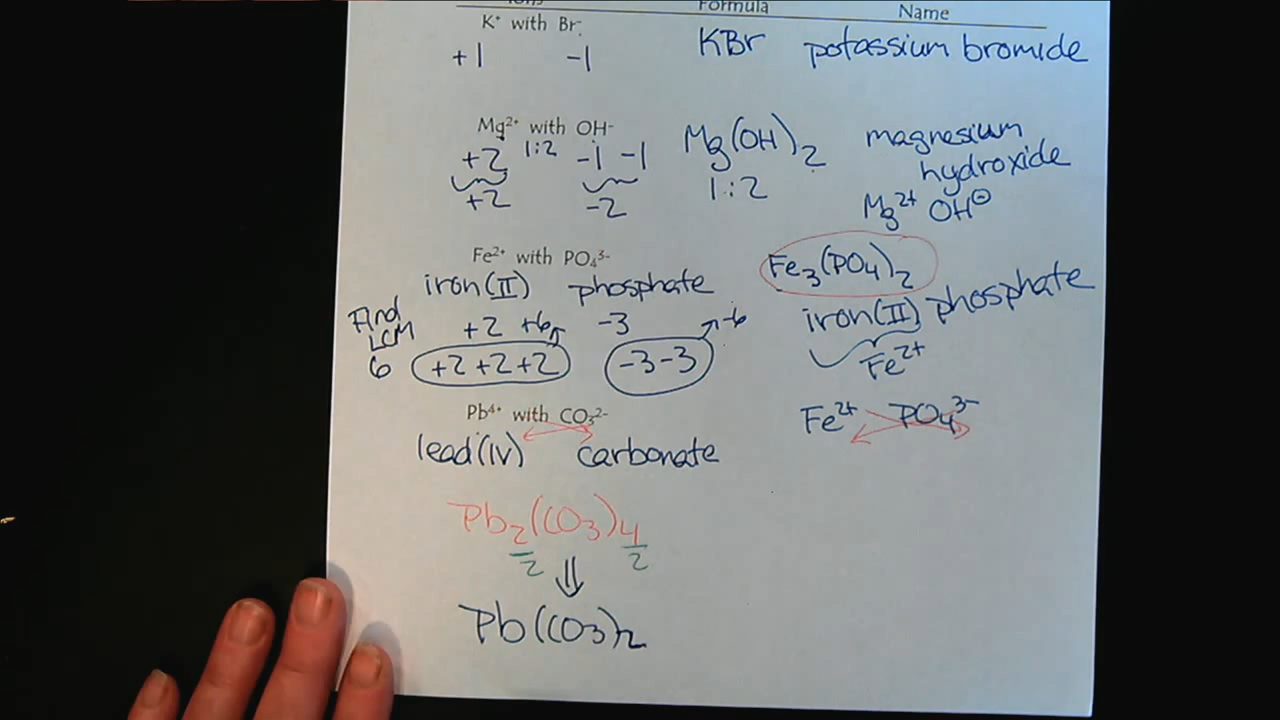 Ions Formula Name
K⁺ with Br⁻ KBr potassium bromide
+1 -1
Mg²⁺ with OH⁻ Mg(OH)₂ magnesium
+2 1:2 -1 -1 hydroxide
+2 -2 1:2 Mg²⁺ OH⊖
Fe²⁺ with PO₄³⁻ Fe₃(PO₄)₂
iron(II) phosphate iron(II) phosphate
Find +2 +6 -3 -6
LCM
6 +2 +2 +2 -3 -3 Fe²⁺
Pb⁴⁺ with CO₃²⁻ Fe²⁺ PO₄³⁻
lead(IV) carbonate
Pb₂(CO₃)₄
2 2
⇓
Pb(CO₃)₂